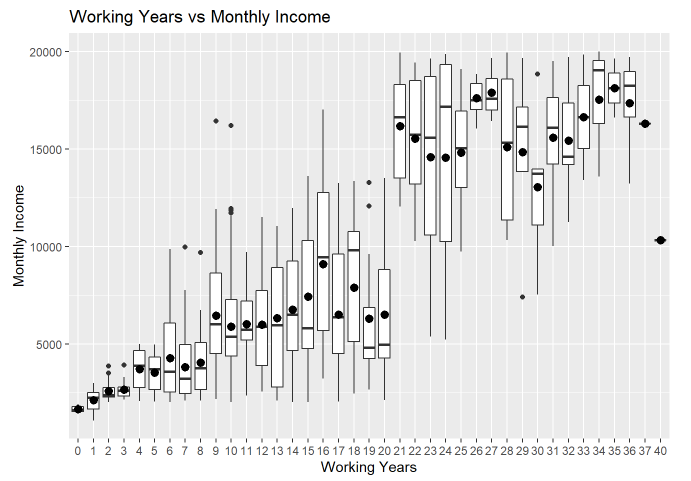 Working Years vs Monthly Income
20000
15000
10000
5000
Monthly Income
0 1 2 3 4 5 6 7 8 9 10 11 12 13 14 15 16 17 18 19 20 21 22 23 24 25 26 27 28 29 30 31 32 33 34 35 36 37 40
Working Years